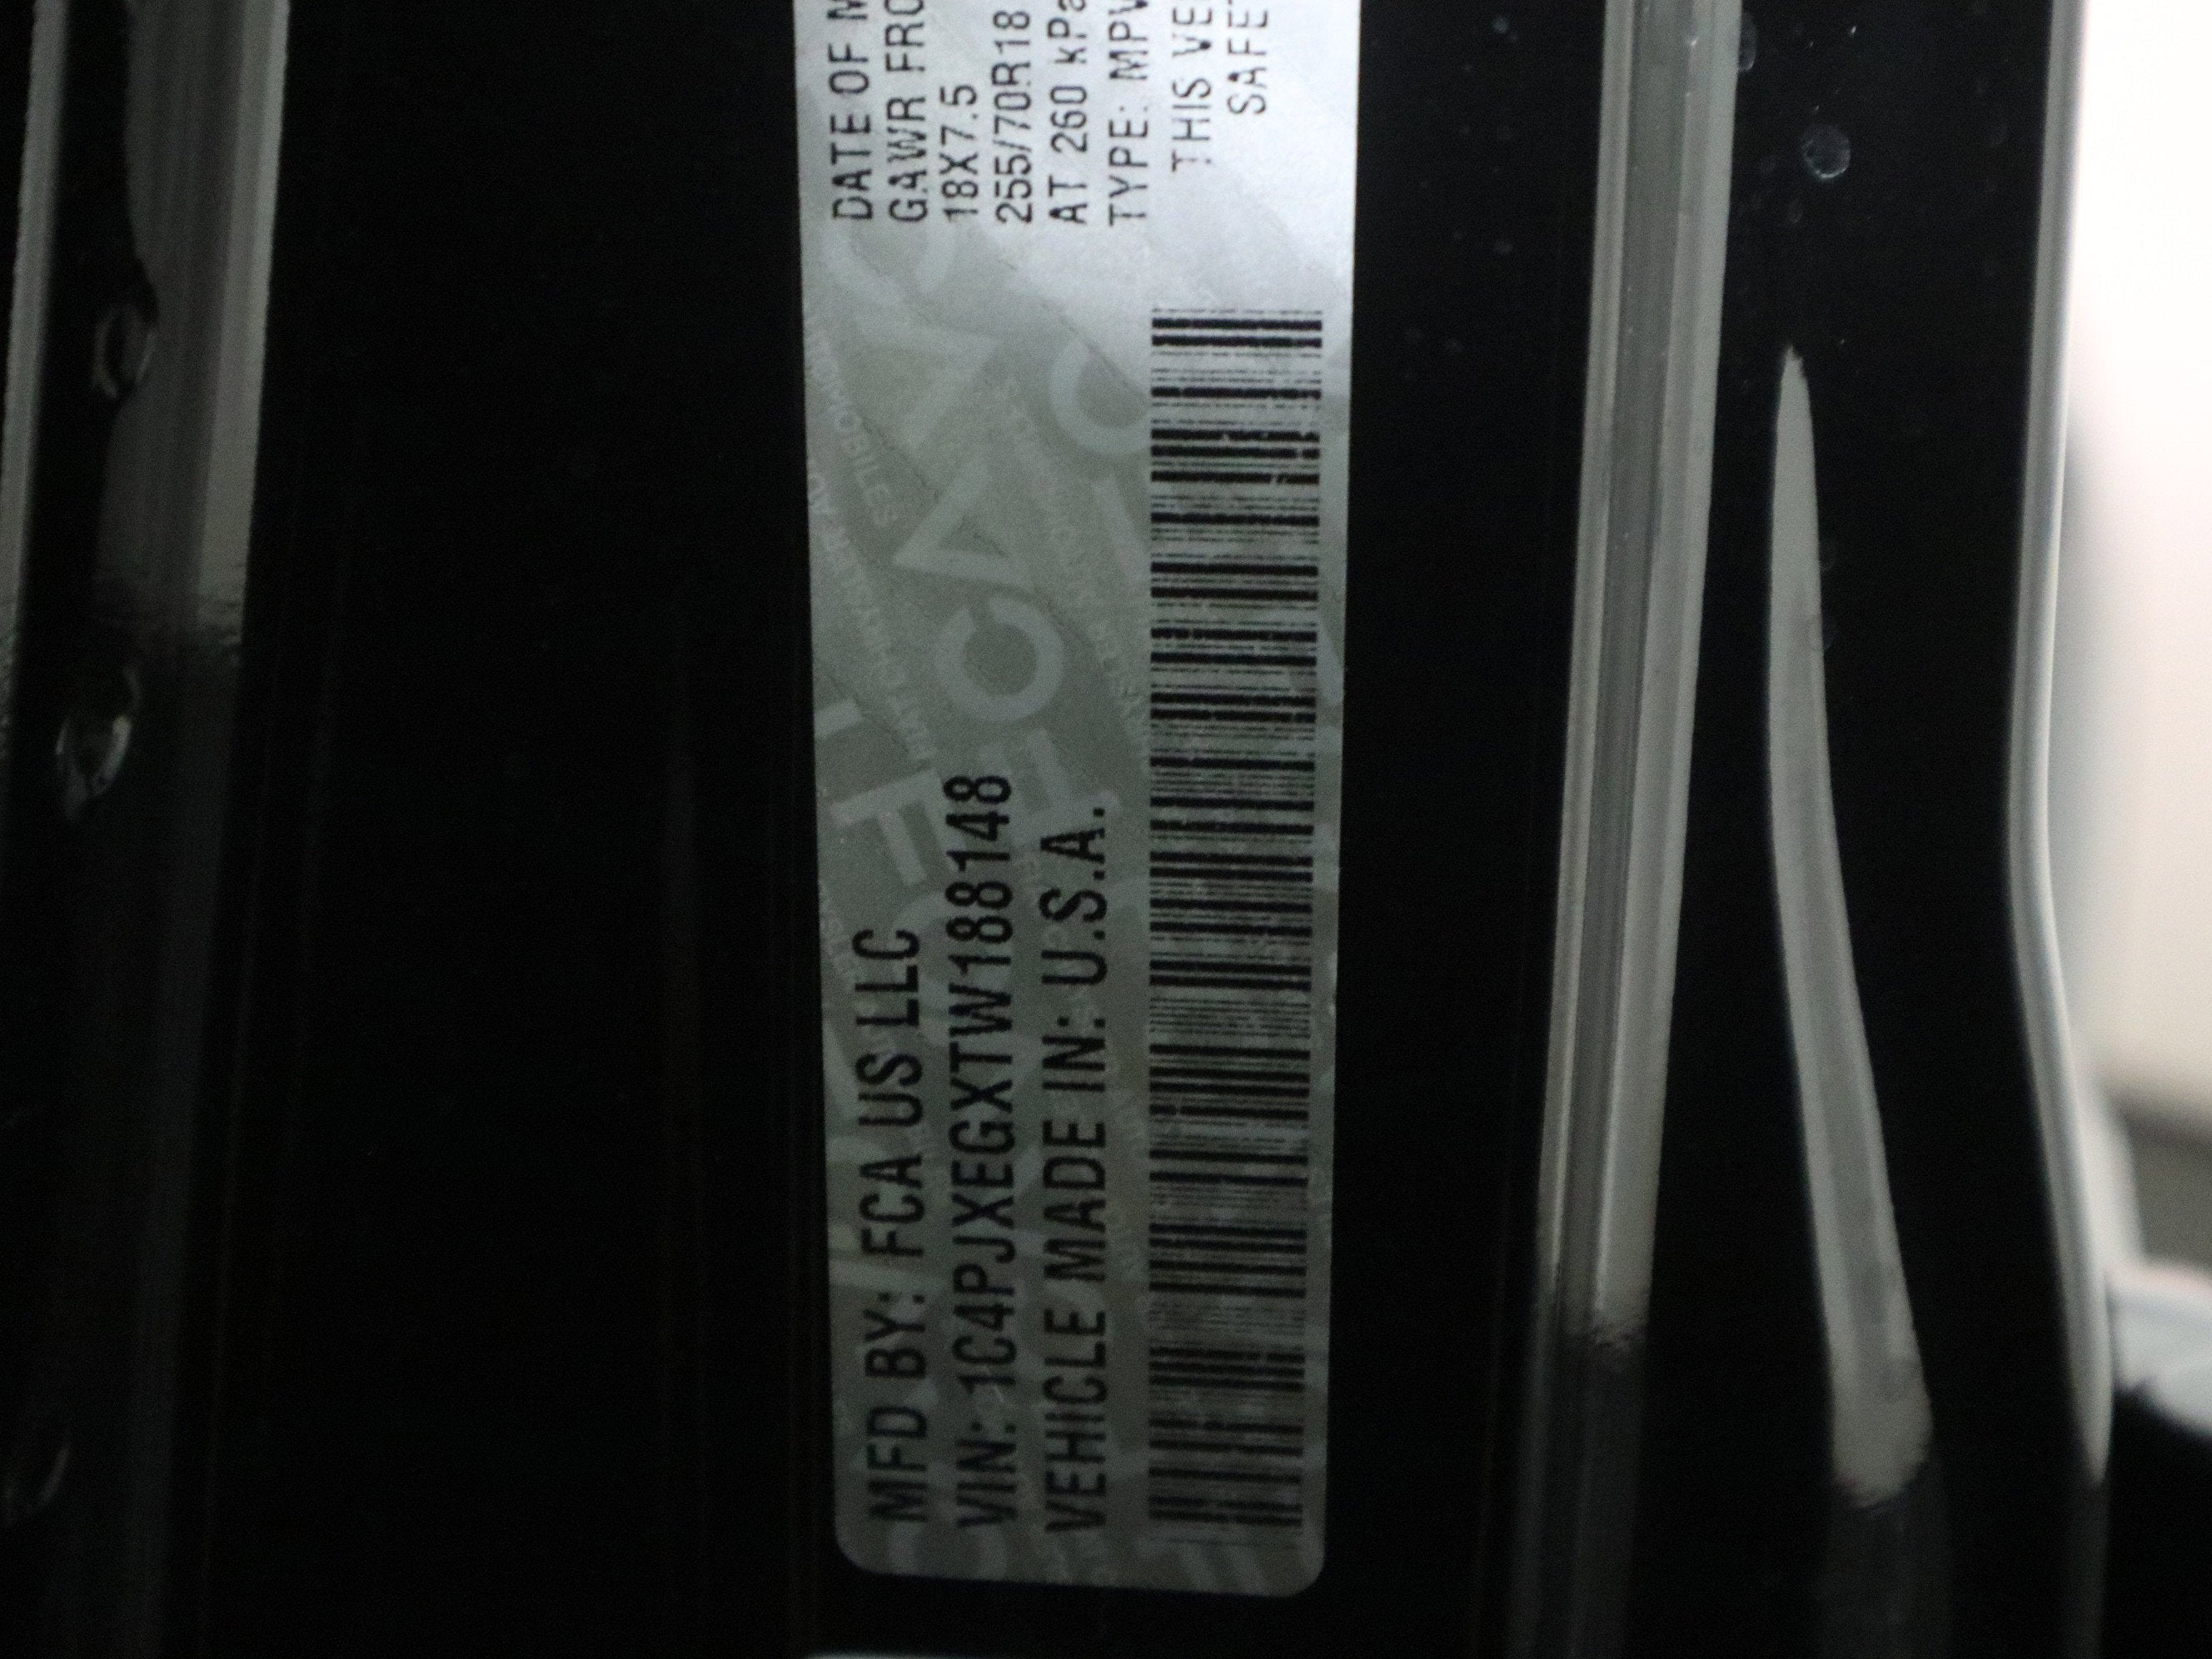 MFD BY: FCA US LLC
VIN: 1C4PJXEGXTW188148
VEHICLE MADE IN: U.S.A.
DATE OF M
GAWR FRO
18X7.5
255/70R18
AT 260 kPa
TYPE: MPV
THIS VE
SAFE